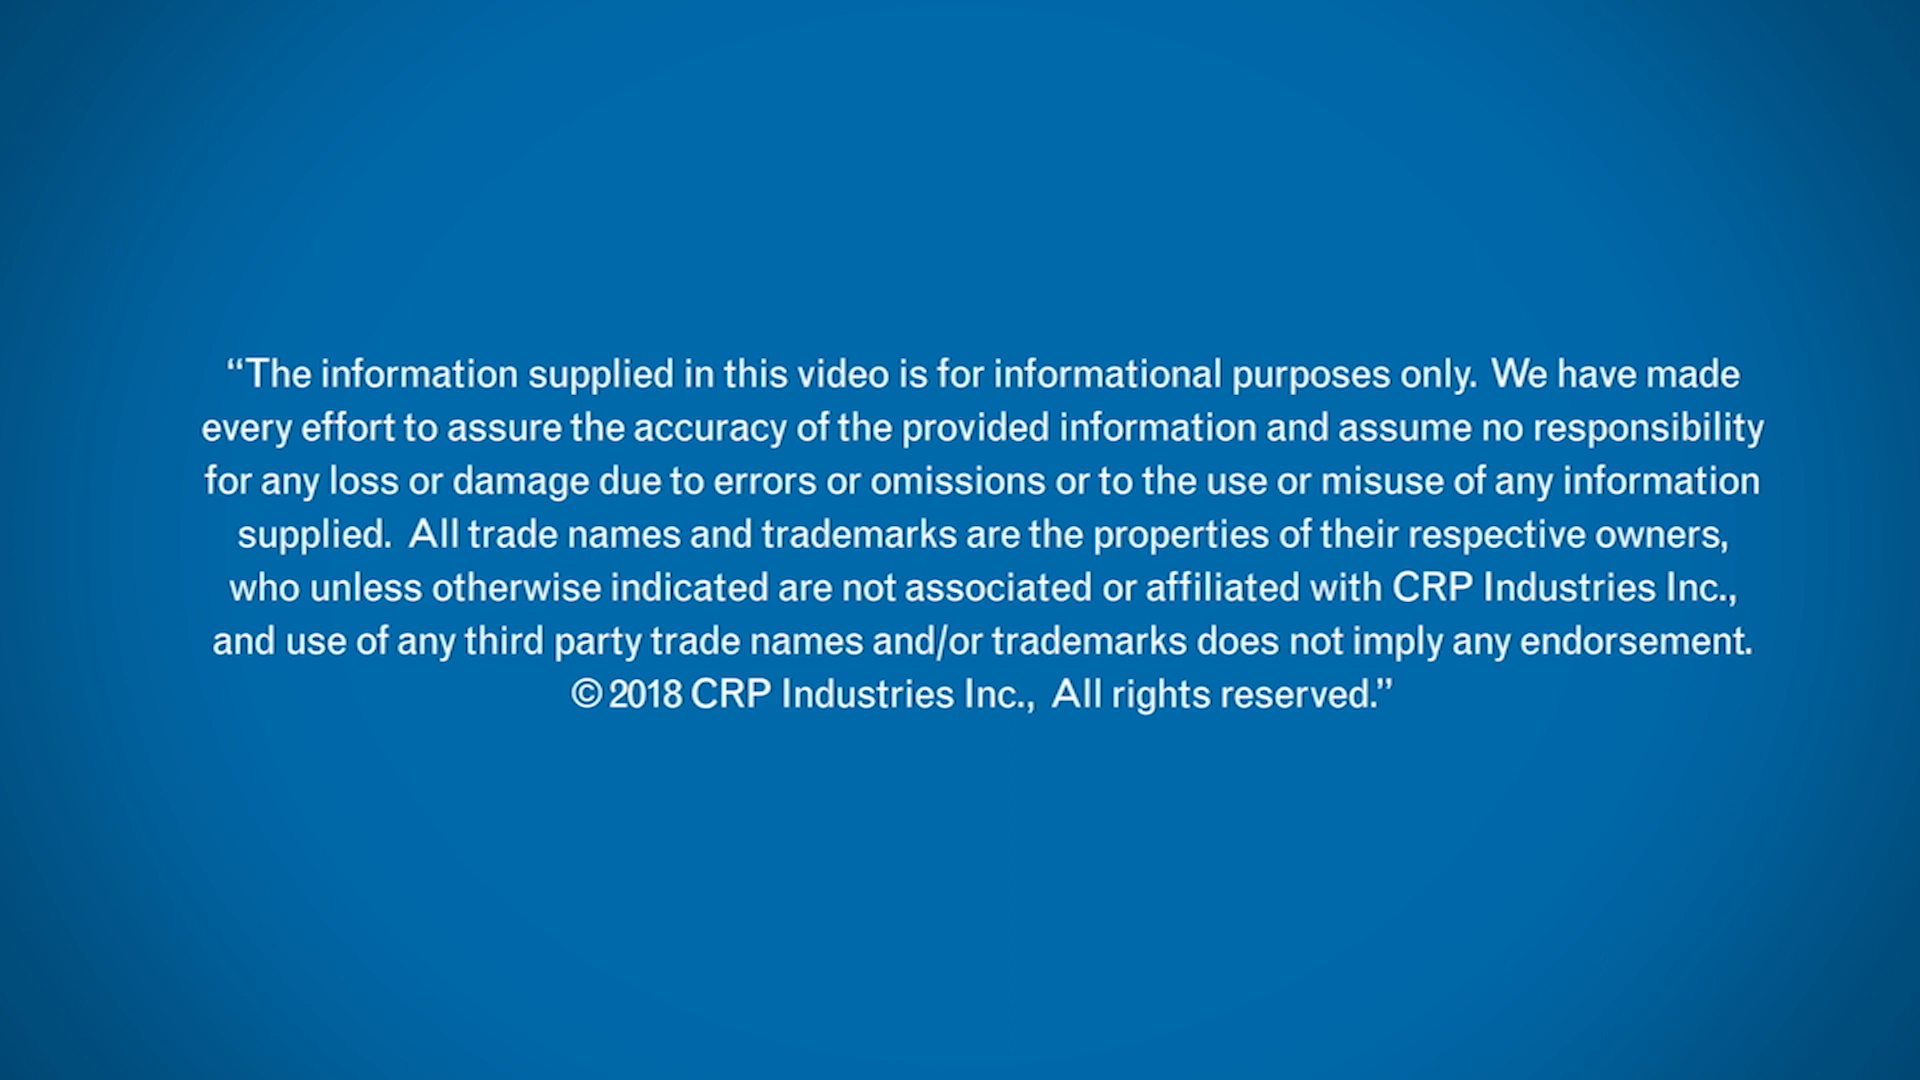 “The information supplied in this video is for informational purposes only. We have made
every effort to assure the accuracy of the provided information and assume no responsibility
for any loss or damage due to errors or omissions or to the use or misuse of any information
supplied. All trade names and trademarks are the properties of their respective owners,
who unless otherwise indicated are not associated or affiliated with CRP Industries Inc.,
and use of any third party trade names and/or trademarks does not imply any endorsement.
© 2018 CRP Industries Inc., All rights reserved.”